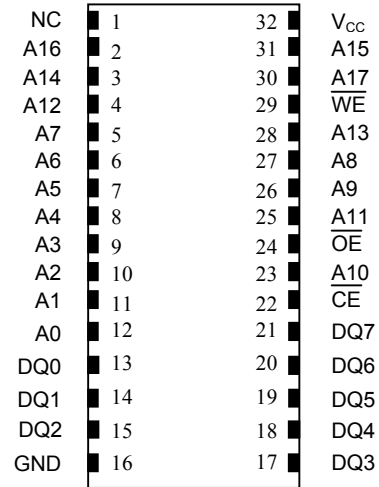 NC 1 32 VCC
A16 2 31 A15
A14 3 30 A17
A12 4 29 W̅E̅
A7 5 28 A13
A6 6 27 A8
A5 7 26 A9
A4 8 25 A11
A3 9 24 O̅E̅
A2 10 23 A10
A1 11 22 C̅E̅
A0 12 21 DQ7
DQ0 13 20 DQ6
DQ1 14 19 DQ5
DQ2 15 18 DQ4
GND 16 17 DQ3